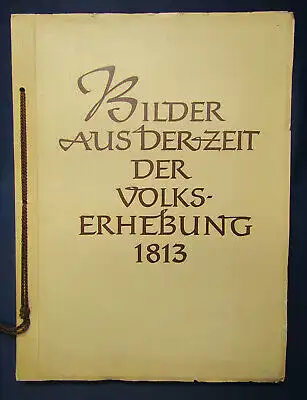 BILDER
AUS DER ZEIT
DER
VOLKS-
ERHEBUNG
1813